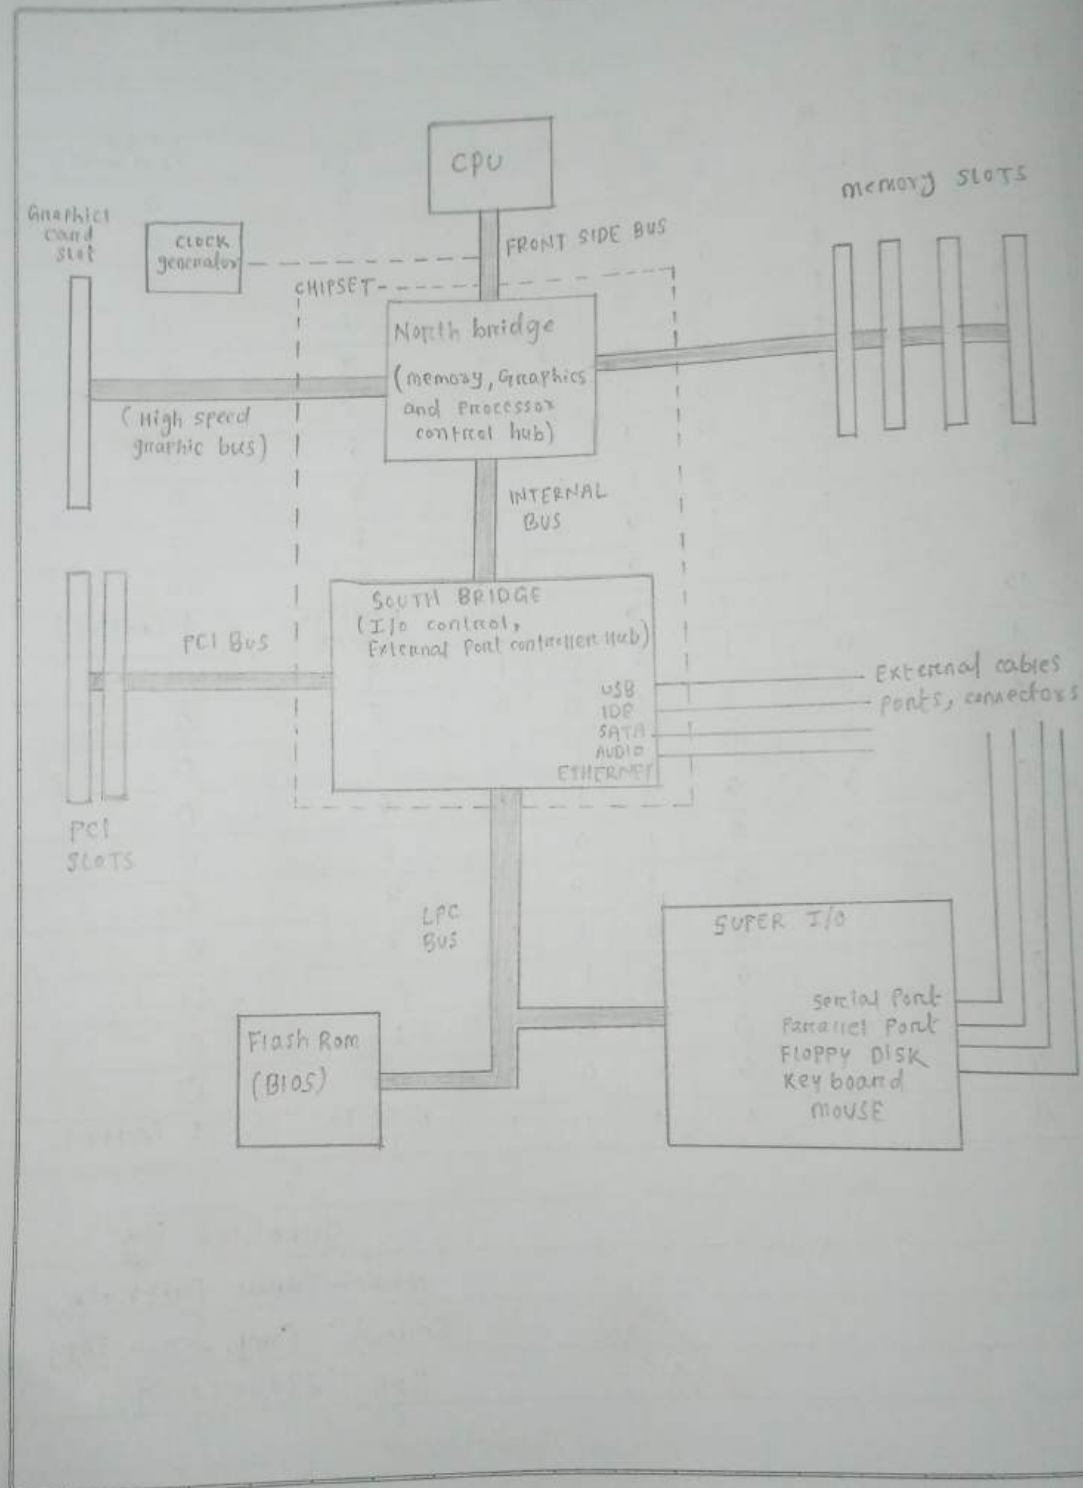 CPU
memory SLOTS
Graphics
card
slot
CLOCK
generator
FRONT SIDE BUS
CHIPSET
North bridge
(memory, Graphics
and Processor
control hub)
(High speed
graphic bus)
INTERNAL
BUS
SOUTH BRIDGE
(I/o control,
External Port controller Hub)
PCI BUS
USB
IDE
SATA
AUDIO
ETHERNET
External cables
Ports, connectors
PCI
SLOTS
LPC
BUS
SUPER I/O
Serial Port
Parallel Port
FLOPPY DISK
Key board
MOUSE
Flash Rom
(BIOS)